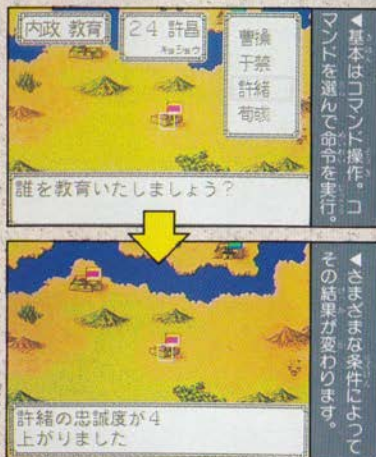 内政 教育
24 許昌
キョショウ
曹操
于禁
許緒
荀彧
誰を教育いたしましょう？
◀基本はコマンド操作。コ
マンドを選んで命令を実行。
許緒の忠誠度が4
上がりました
◀さまざまな条件によって
その結果が変わります。